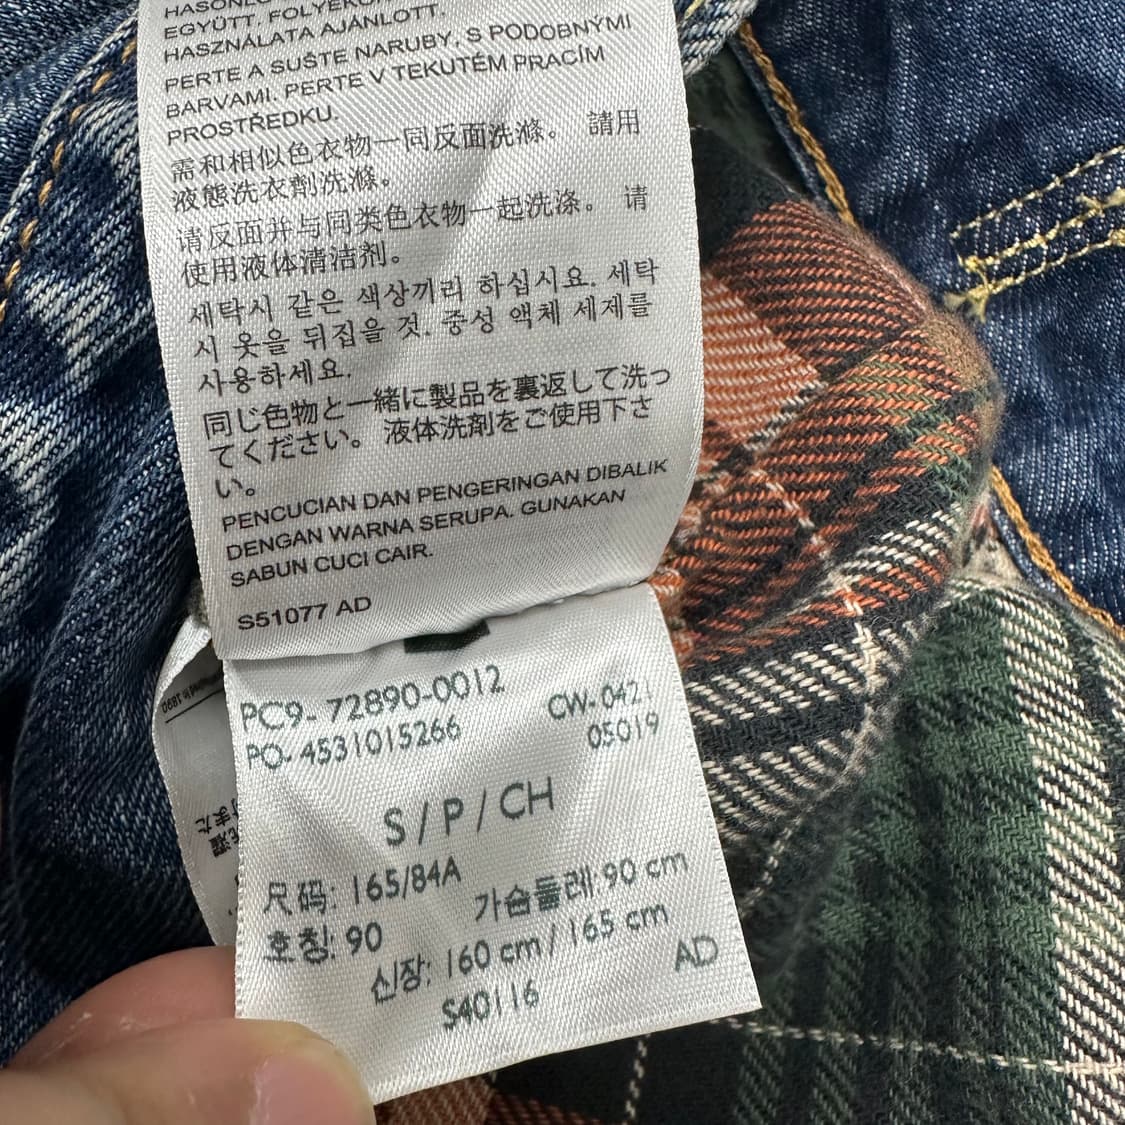 EGYÜTT.
HASZNÁLATA AJÁNLOTT.
PERTE A SUŠTE NARUBY, S PODOBNÝMI
BARVAMI. PERTE V TEKUTÉM PRACÍM
PROSTŘEDKU.
需和相似色衣物一同反面洗滌。 請用
液態洗衣劑洗滌。
请反面并与同类色衣物一起洗涤。 请
使用液体清洁剂。
세탁시 같은 색상끼리 하십시요. 세탁
시 옷을 뒤집을 것. 중성 액체 세제를
사용하세요.
同じ色物と一緒に製品を裏返して洗っ
てください。 液体洗剤をご使用下さ
い。
PENCUCIAN DAN PENGERINGAN DIBALIK
DENGAN WARNA SERUPA. GUNAKAN
SABUN CUCI CAIR.
S51077 AD
PC9- 72890-0012
CW- 0421
PO- 4531015266
05019
S / P / CH
尺码: 165/84A
가슴둘레: 90 cm
호칭: 90
신장: 160 cm / 165 cm
AD
S40116